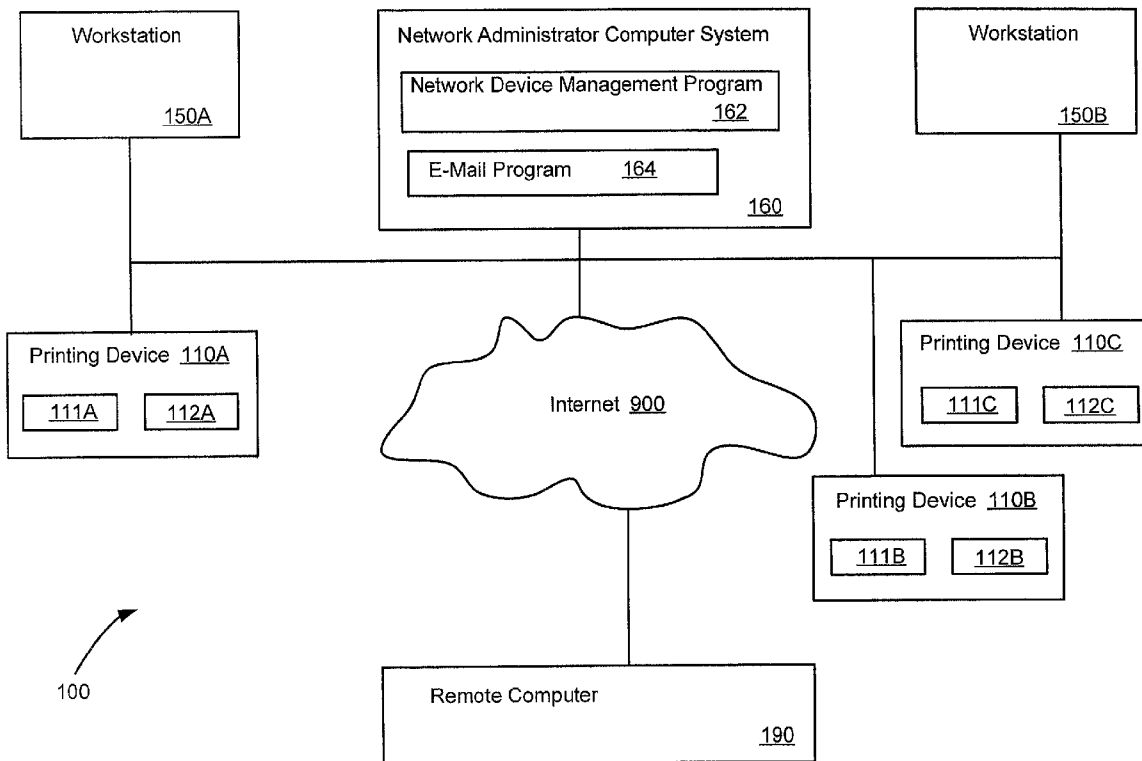 Workstation
150A
Network Administrator Computer System
Network Device Management Program
162
E-Mail Program 164
160
Workstation
150B
Printing Device 110A
111A 112A
Internet 900
Printing Device 110C
111C 112C
Printing Device 110B
111B 112B
100
Remote Computer
190